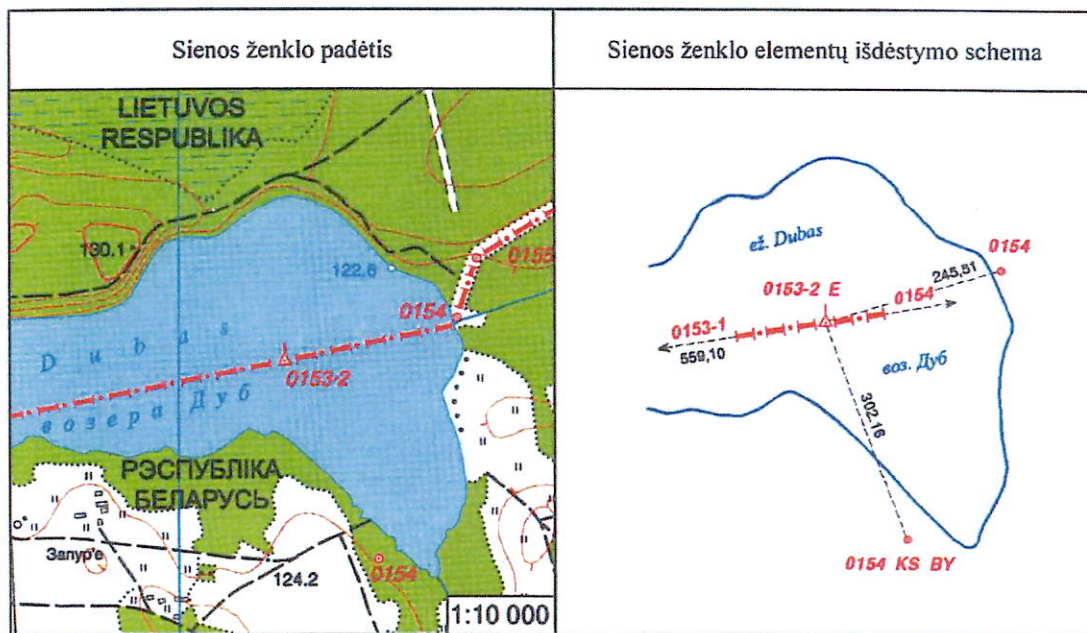 Sienos ženklo padėtis
Sienos ženklo elementų išdėstymo schema
LIETUVOS
RESPUBLIKA
130.1
122.6
0155
0154
Dubas
0153-2
возера Дуб
РЭСПУБЛІКА
БЕЛАРУСЬ
Запур'е
124.2
0154
1:10 000
ež. Dubas
0154
245,81
0153-2 E
0154
0153-1
559,10
воз. Дуб
302-16
0154 KS BY